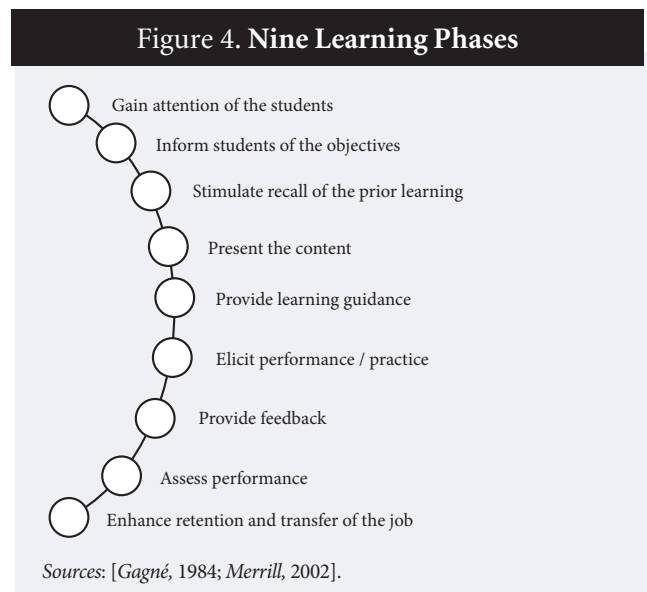 Figure 4. Nine Learning Phases
Gain attention of the students
Inform students of the objectives
Stimulate recall of the prior learning
Present the content
Provide learning guidance
Elicit performance / practice
Provide feedback
Assess performance
Enhance retention and transfer of the job
Sources: [Gagné, 1984; Merrill, 2002].